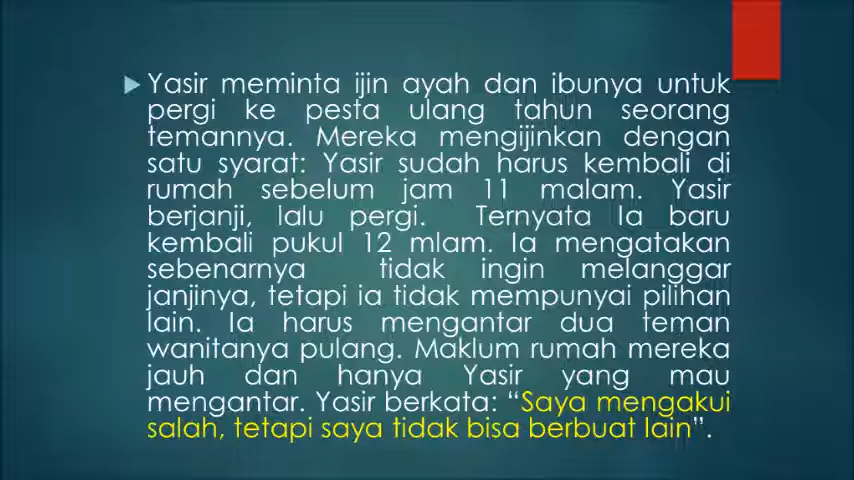 Yasir meminta ijin ayah dan ibunya untuk
pergi ke pesta ulang tahun seorang
temannya. Mereka mengijinkan dengan
satu syarat: Yasir sudah harus kembali di
rumah sebelum jam 11 malam. Yasir
berjanji, lalu pergi. Ternyata Ia baru
kembali pukul 12 mlam. Ia mengatakan
sebenarnya tidak ingin melanggar
janjinya, tetapi ia tidak mempunyai pilihan
lain. Ia harus mengantar dua teman
wanitanya pulang. Maklum rumah mereka
jauh dan hanya Yasir yang mau
mengantar. Yasir berkata: “Saya mengakui
salah, tetapi saya tidak bisa berbuat lain”.